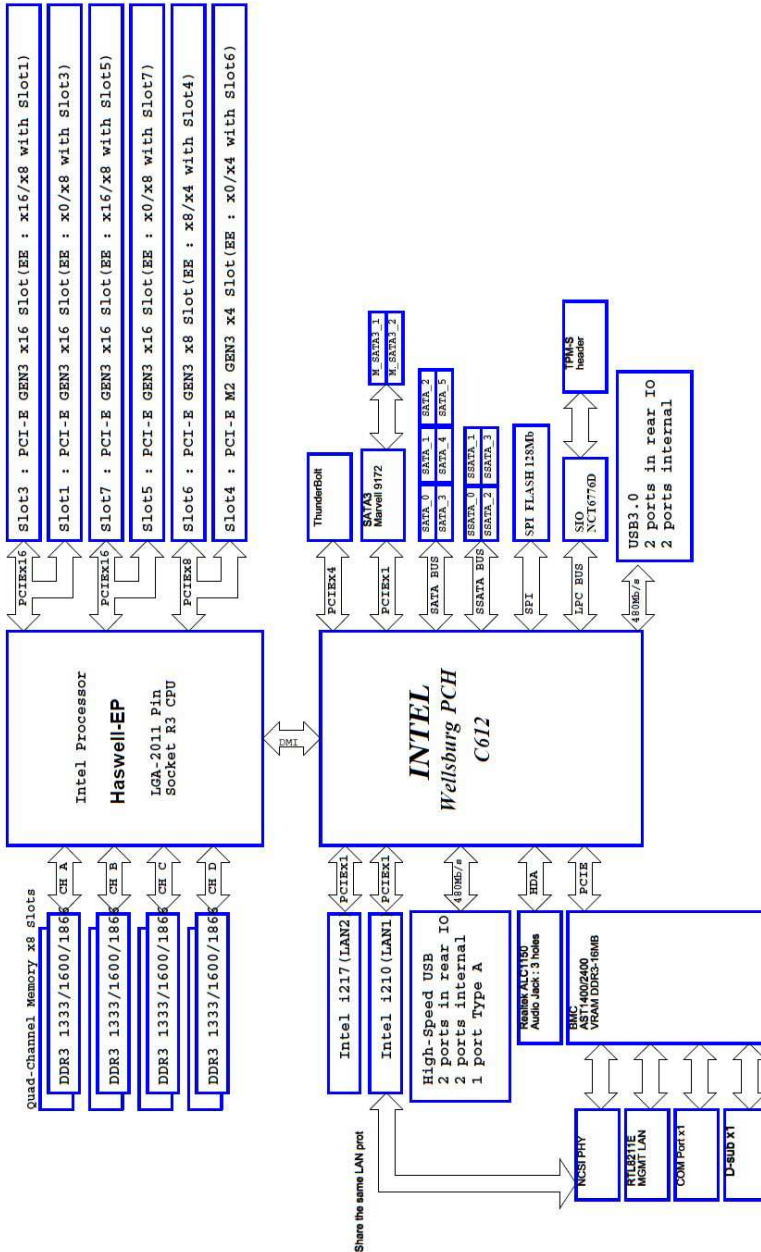 Quad-Channel Memory x8 Slots
DDR3 1333/1600/1866
DDR3 1333/1600/1866
DDR3 1333/1600/1866
DDR3 1333/1600/1866
CH A
CH B
CH C
CH D
Intel Processor
Haswell-EP
LGA-2011 Pin
Socket R3 CPU
PCIEx16
PCIEx16
PCIEx8
Slot3 : PCI-E GEN3 x16 Slot(EE : x16/x8 with Slot1)
Slot1 : PCI-E GEN3 x16 Slot(EE : x0/x8 with Slot3)
Slot7 : PCI-E GEN3 x16 Slot(EE : x16/x8 with Slot5)
Slot5 : PCI-E GEN3 x16 Slot(EE : x0/x8 with Slot7)
Slot6 : PCI-E GEN3 x8 Slot(EE : x8/x4 with Slot4)
Slot4 : PCI-E M2 GEN3 x4 Slot(EE : x0/x4 with Slot6)
DMI
Share the same LAN prot
Intel i217(LAN2)
Intel i210(LAN1)
High-Speed USB
2 ports in rear IO
2 ports internal
1 port Type A
Realtek ALC1150
Audio Jack : 3 holes
BMC
AST1400/2400
VRAM DDR3-16MB
NCSI PHY
RTL8211E
MGMT LAN
COM Port x1
D-sub x1
PCIEx1
PCIEx1
480Mb/s
HDA
PCIE
INTEL
Wellsburg PCH
C612
PCIEx4
PCIEx1
SATA BUS
SSATA BUS
SPI
LPC BUS
480Mb/s
ThunderBolt
SATA3
Marvell 9172
M_SATA3_1
M_SATA3_2
SATA_0
SATA_1
SATA_2
SATA_3
SATA_4
SATA_5
SSATA_0
SSATA_1
SSATA_2
SSATA_3
SPI FLASH 128Mb
SIO
NCT6776D
TPM-S
header
USB3.0
2 ports in rear IO
2 ports internal